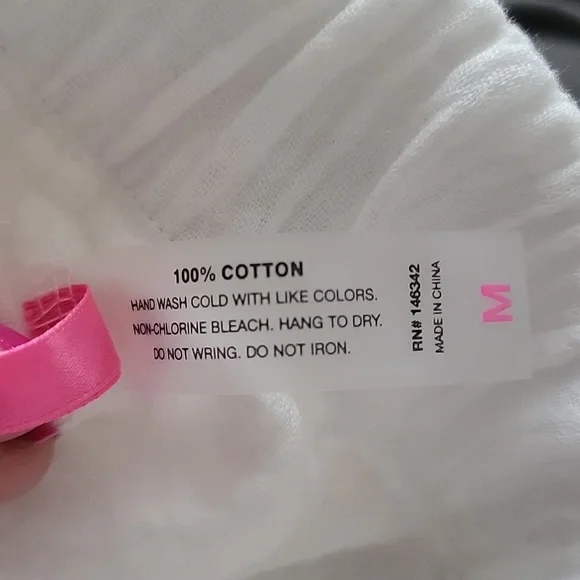 100% COTTON
HAND WASH COLD WITH LIKE COLORS.
NON-CHLORINE BLEACH. HANG TO DRY.
DO NOT WRING. DO NOT IRON.
RN# 146342
MADE IN CHINA
M